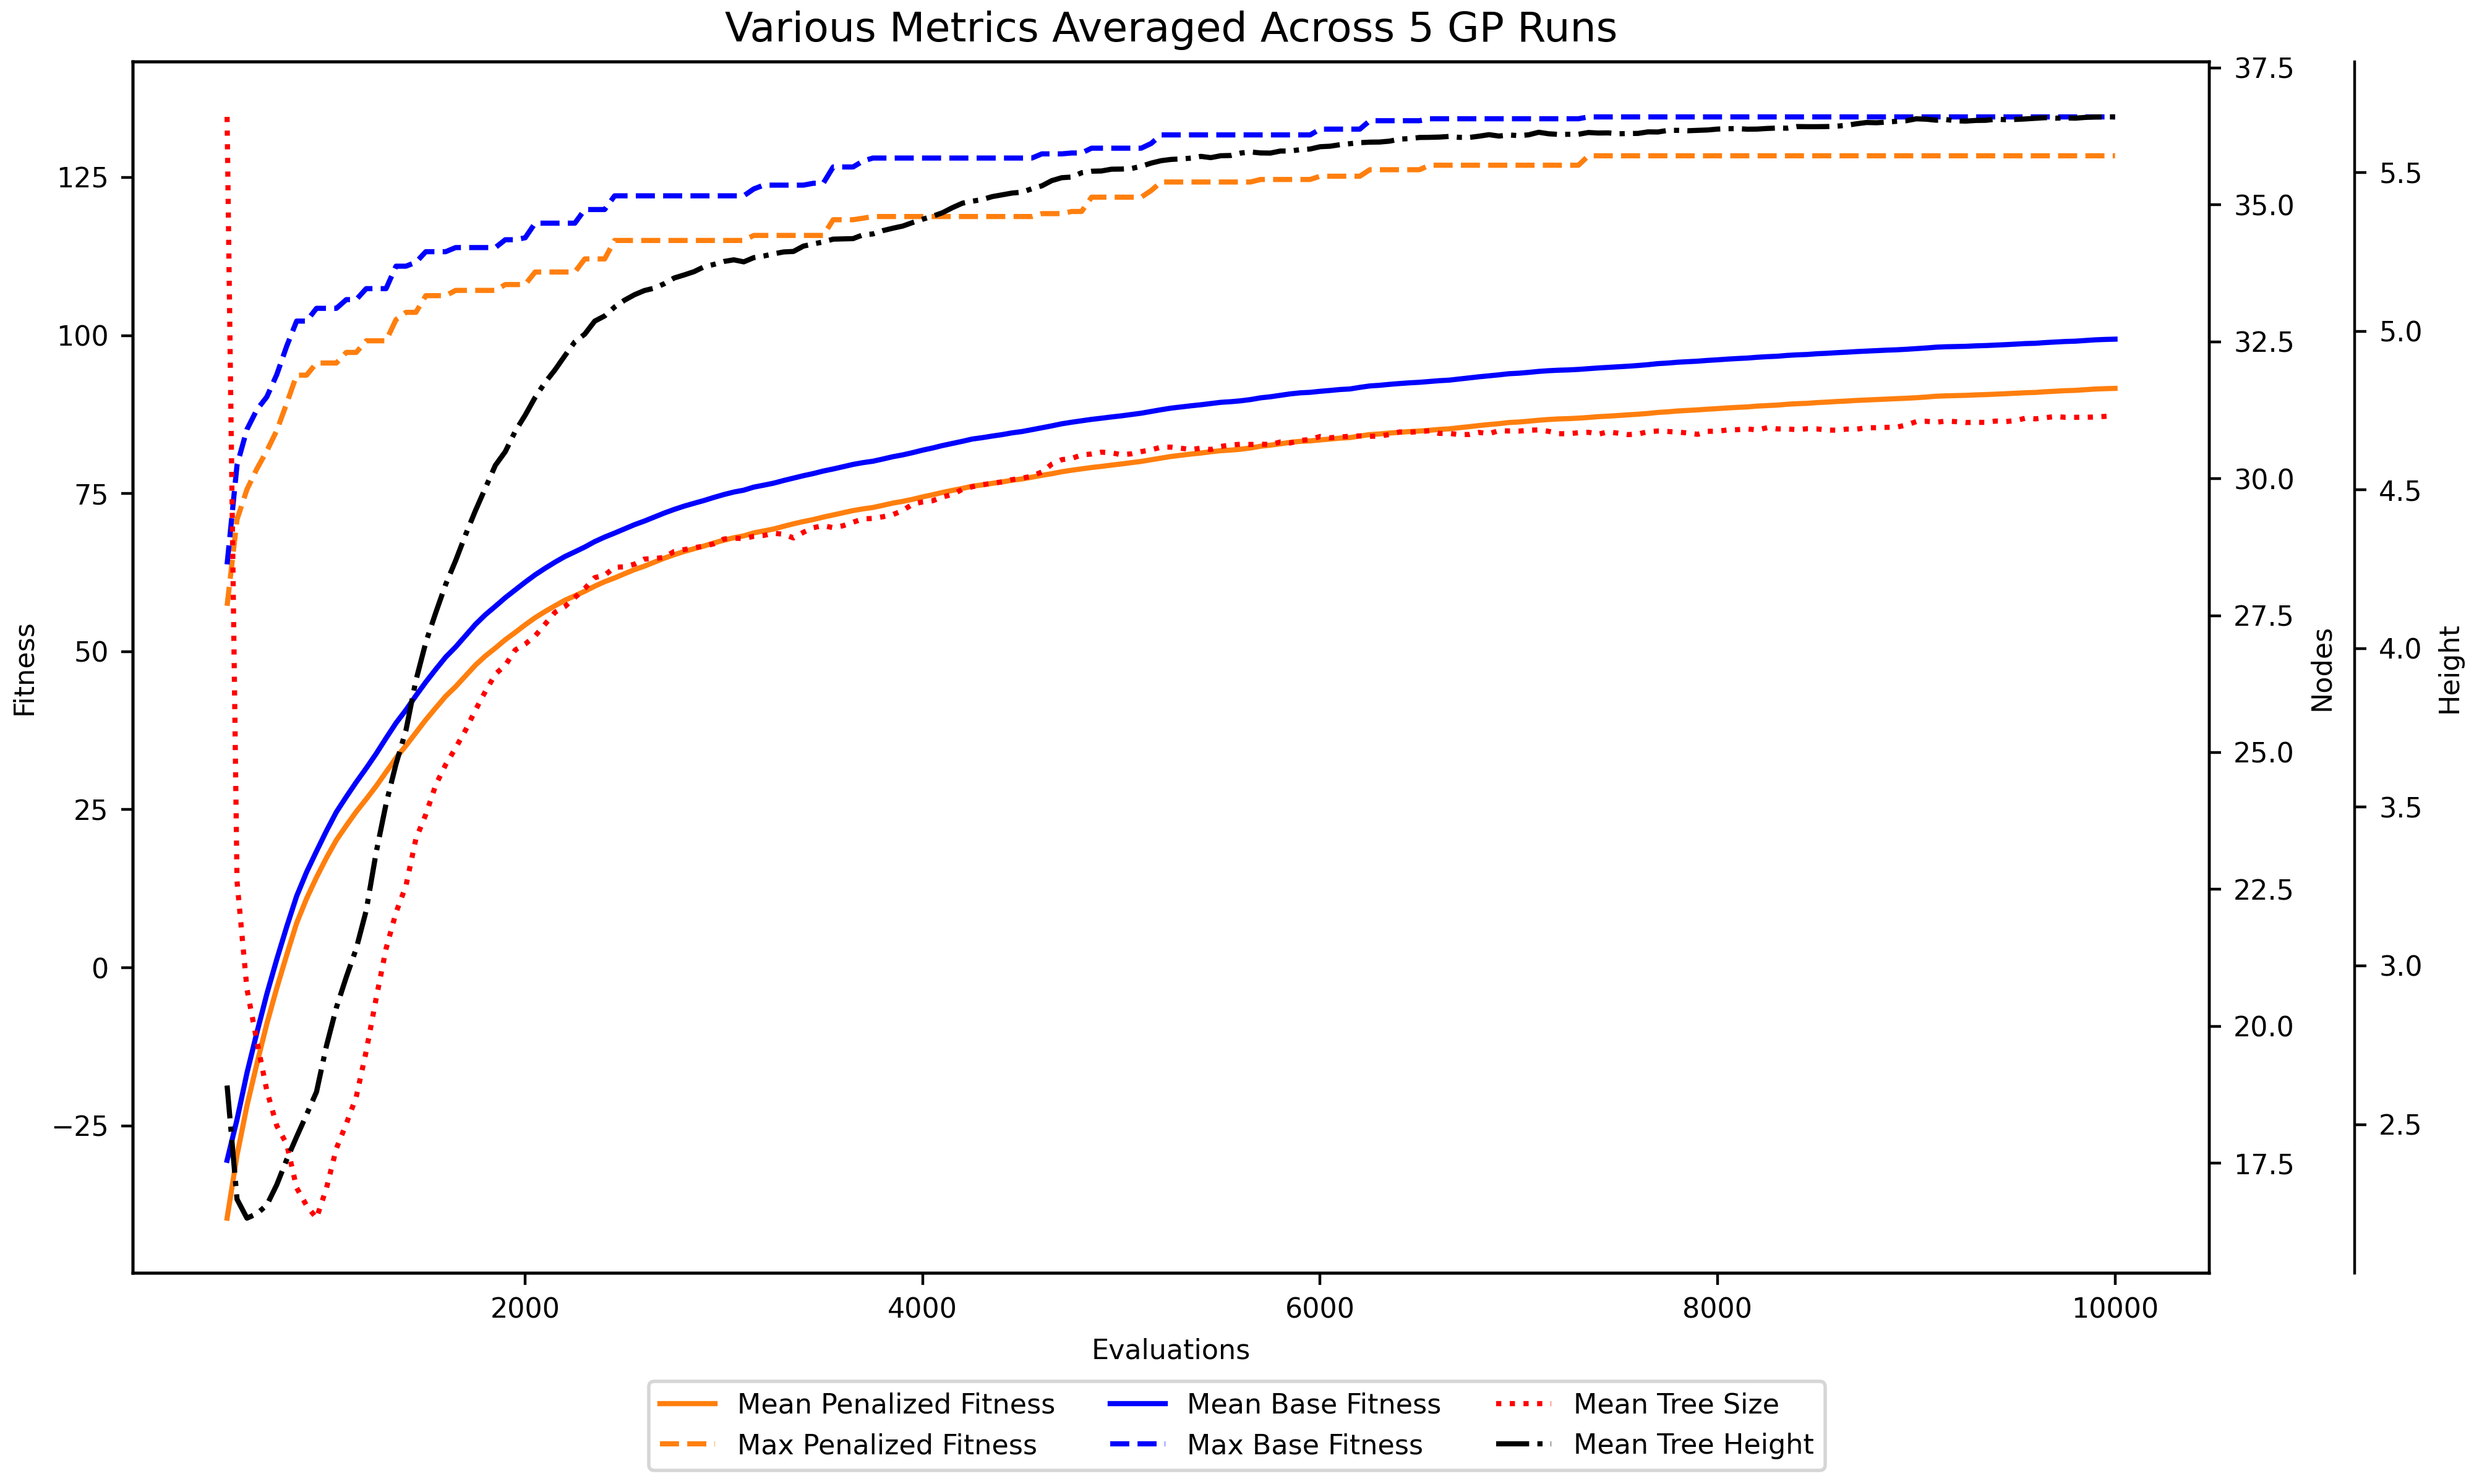 Various Metrics Averaged Across 5 GP Runs
Fitness
125
100
75
50
25
0
−25
37.5
35.0
32.5
30.0
27.5
25.0
22.5
20.0
17.5
Nodes
5.5
5.0
4.5
4.0
3.5
3.0
2.5
Height
2000 4000 6000 8000 10000
Evaluations
Mean Penalized Fitness Mean Base Fitness Mean Tree Size
Max Penalized Fitness Max Base Fitness Mean Tree Height